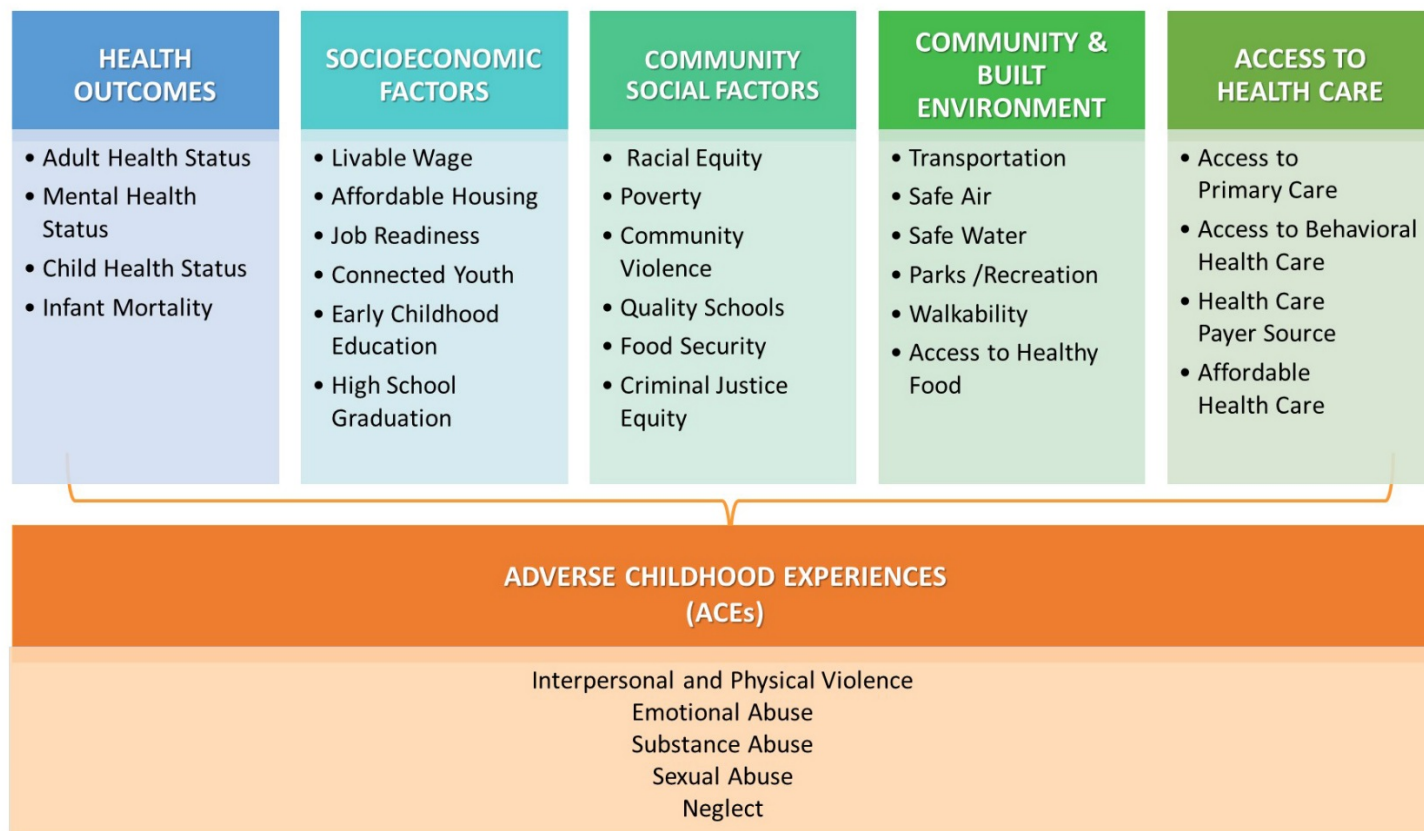 HEALTH
OUTCOMES
• Adult Health Status
• Mental Health
Status
• Child Health Status
• Infant Mortality
SOCIOECONOMIC
FACTORS
• Livable Wage
• Affordable Housing
• Job Readiness
• Connected Youth
• Early Childhood
Education
• High School
Graduation
COMMUNITY
SOCIAL FACTORS
• Racial Equity
• Poverty
• Community
Violence
• Quality Schools
• Food Security
• Criminal Justice
Equity
COMMUNITY &
BUILT
ENVIRONMENT
• Transportation
• Safe Air
• Safe Water
• Parks /Recreation
• Walkability
• Access to Healthy
Food
ACCESS TO
HEALTH CARE
• Access to
Primary Care
• Access to Behavioral
Health Care
• Health Care
Payer Source
• Affordable
Health Care
ADVERSE CHILDHOOD EXPERIENCES
(ACEs)
Interpersonal and Physical Violence
Emotional Abuse
Substance Abuse
Sexual Abuse
Neglect